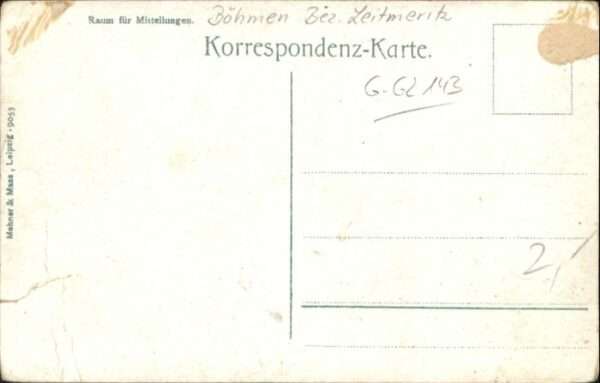 Raum für Mitteilungen. Böhmen Bez. Leitmeritz
Korrespondenz-Karte.
G-GL 143
Mehner & Maas, Leipzig · 9053
2,-